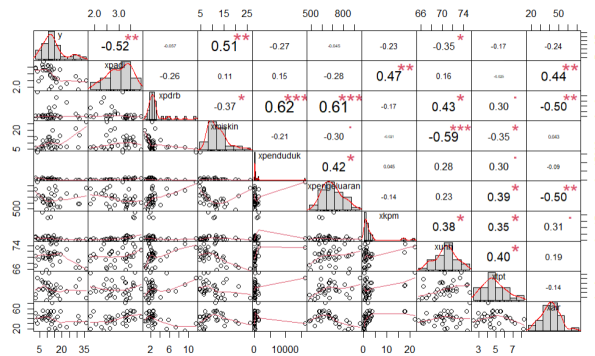 2.0 3.0 5 15 25 500 800 66 70 74 20 50
y -0.52 ** 0.51 ** -0.27 -0.23 -0.35 * -0.17 -0.24
xpadi -0.26 0.11 0.15 -0.28 0.47 ** 0.16 0.44 **
2.0
xpdrb -0.37 * 0.62 *** 0.61 *** -0.17 0.43 * 0.30 . -0.50 **
5 20
xmiskin -0.21 -0.30 . -0.59 *** -0.35 * 0.043
xpenduduk 0.42 * 0.045 0.28 0.30 . -0.09
500
xpengeluaran -0.14 0.23 0.39 * -0.50 **
xkpm 0.38 * 0.35 * 0.31 .
66 74
0.40 * 0.19
xtpt -0.14
20 60
5 20 35 2 6 10 0 10000 0 10 20 3 5 7